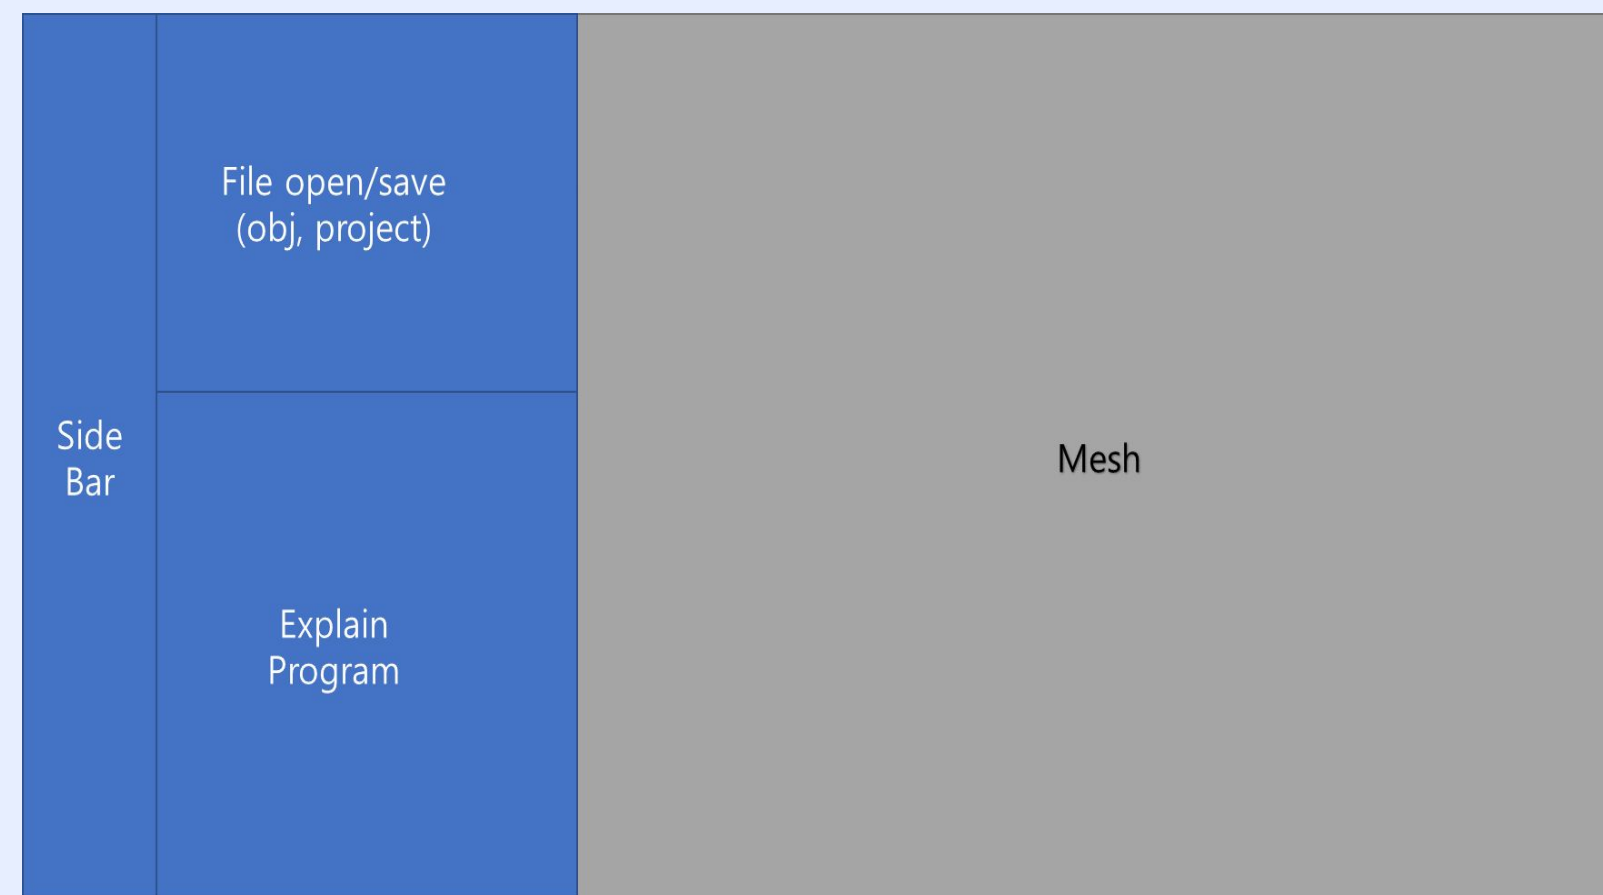 File open/save
(obj, project)
Side
Bar
Mesh
Explain
Program